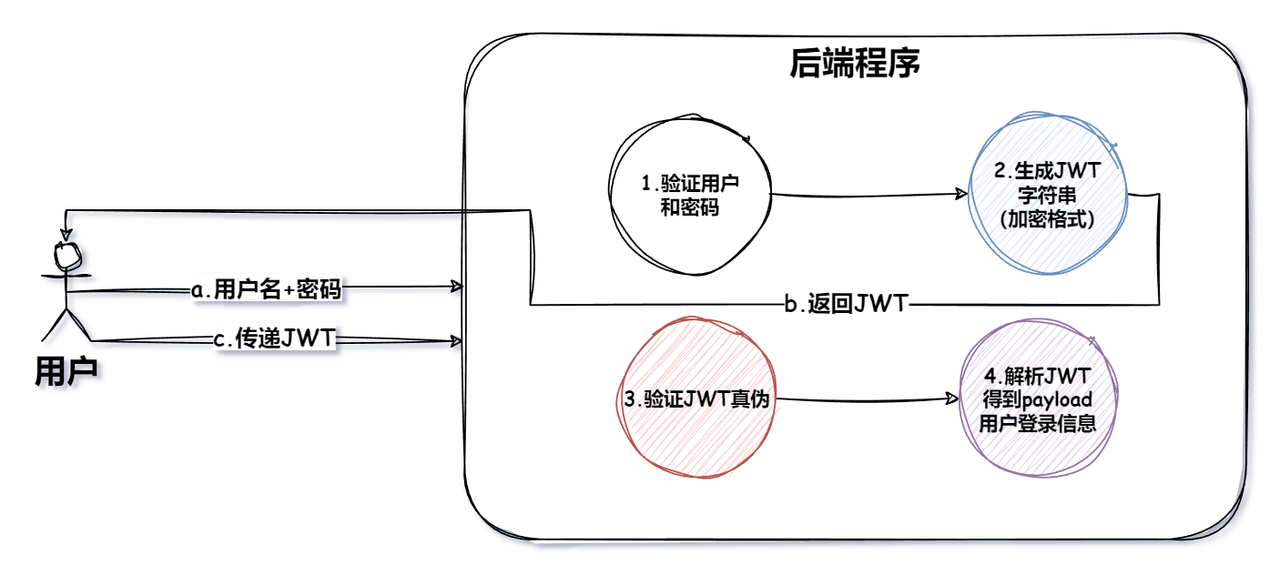 后端程序
1.验证用户
和密码
2.生成JWT
字符串
(加密格式)
a.用户名+密码
b.返回JWT
c.传递JWT
用户
3.验证JWT真伪
4.解析JWT
得到payload
用户登录信息